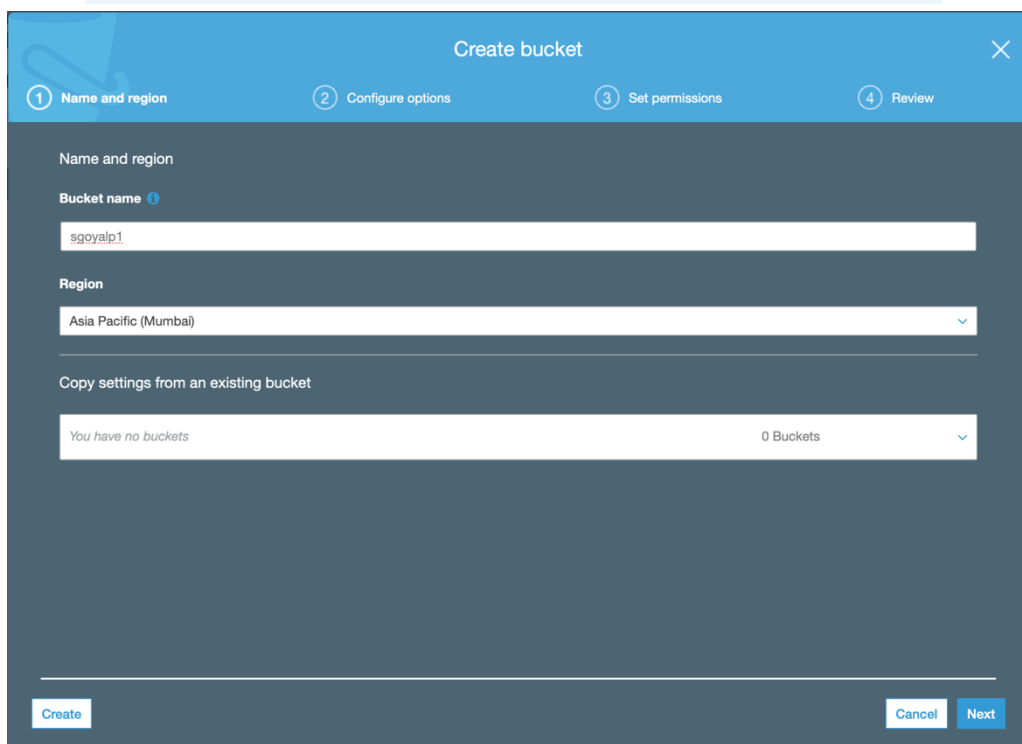 Create bucket
1 Name and region 2 Configure options 3 Set permissions 4 Review
Name and region
Bucket name
sgoyalp1
Region
Asia Pacific (Mumbai)
Copy settings from an existing bucket
You have no buckets 0 Buckets
Create Cancel Next